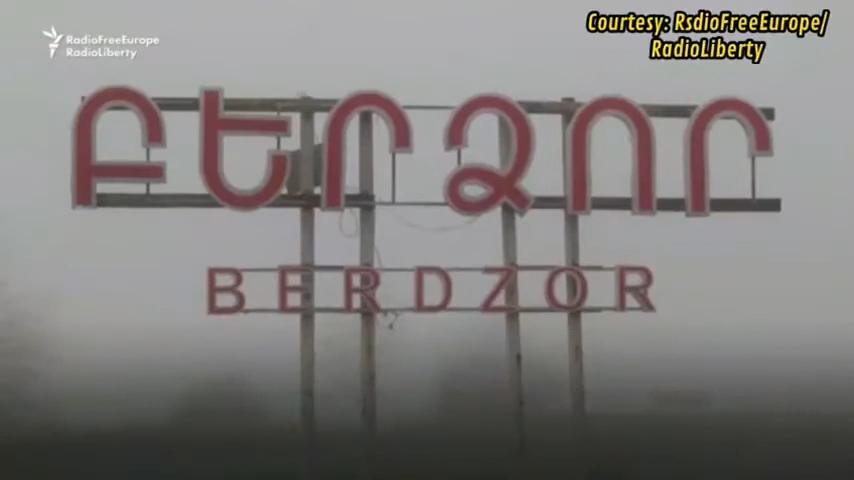 RadioFreeEurope
RadioLiberty
Courtesy: RsdioFreeEurope/
RadioLiberty
ԲԵՐՁՈՐ
BERDZOR